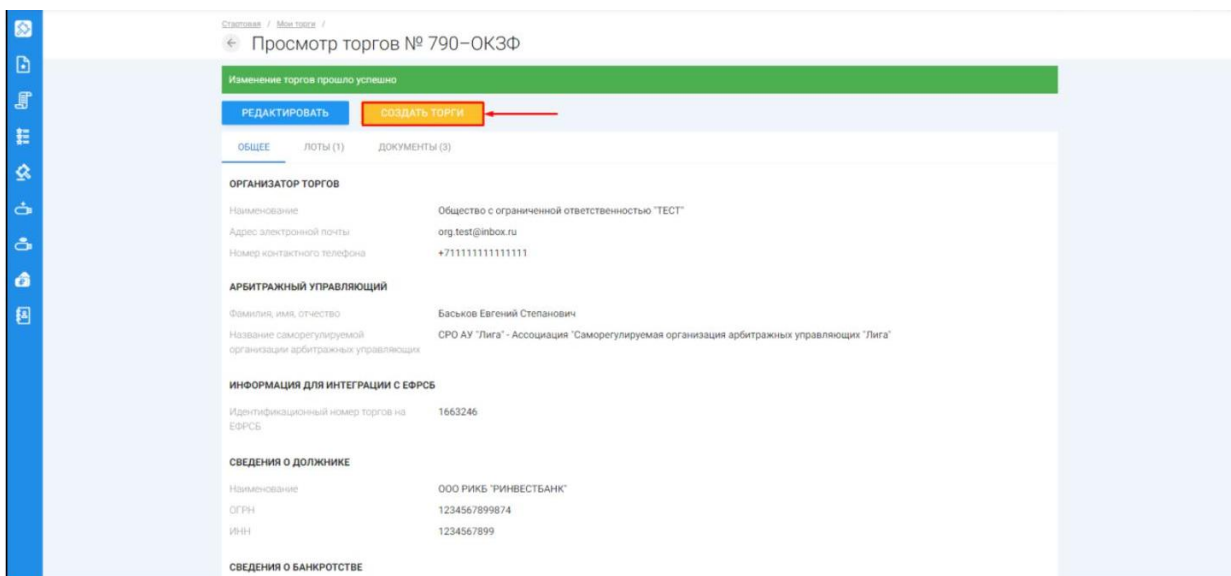 Стартовая / Мои торги /
Просмотр торгов № 790-ОКЗФ
Изменение торгов прошло успешно
РЕДАКТИРОВАТЬ СОЗДАТЬ ТОРГИ
ОБЩЕЕ ЛОТЫ (1) ДОКУМЕНТЫ (3)
ОРГАНИЗАТОР ТОРГОВ
Наименование Общество с ограниченной ответственностью "ТЕСТ"
Адрес электронной почты org.test@inbox.ru
Номер контактного телефона +711111111111111
АРБИТРАЖНЫЙ УПРАВЛЯЮЩИЙ
Фамилия, имя, отчество Баськов Евгений Степанович
Название саморегулируемой СРО АУ "Лига" - Ассоциация "Саморегулируемая организация арбитражных управляющих "Лига"
организации арбитражных управляющих
ИНФОРМАЦИЯ ДЛЯ ИНТЕГРАЦИИ С ЕФРСБ
Идентификационный номер торгов на 1663246
ЕФРСБ
СВЕДЕНИЯ О ДОЛЖНИКЕ
Наименование ООО РИКБ "РИНВЕСТБАНК"
ОГРН 1234567899874
ИНН 1234567899
СВЕДЕНИЯ О БАНКРОТСТВЕ